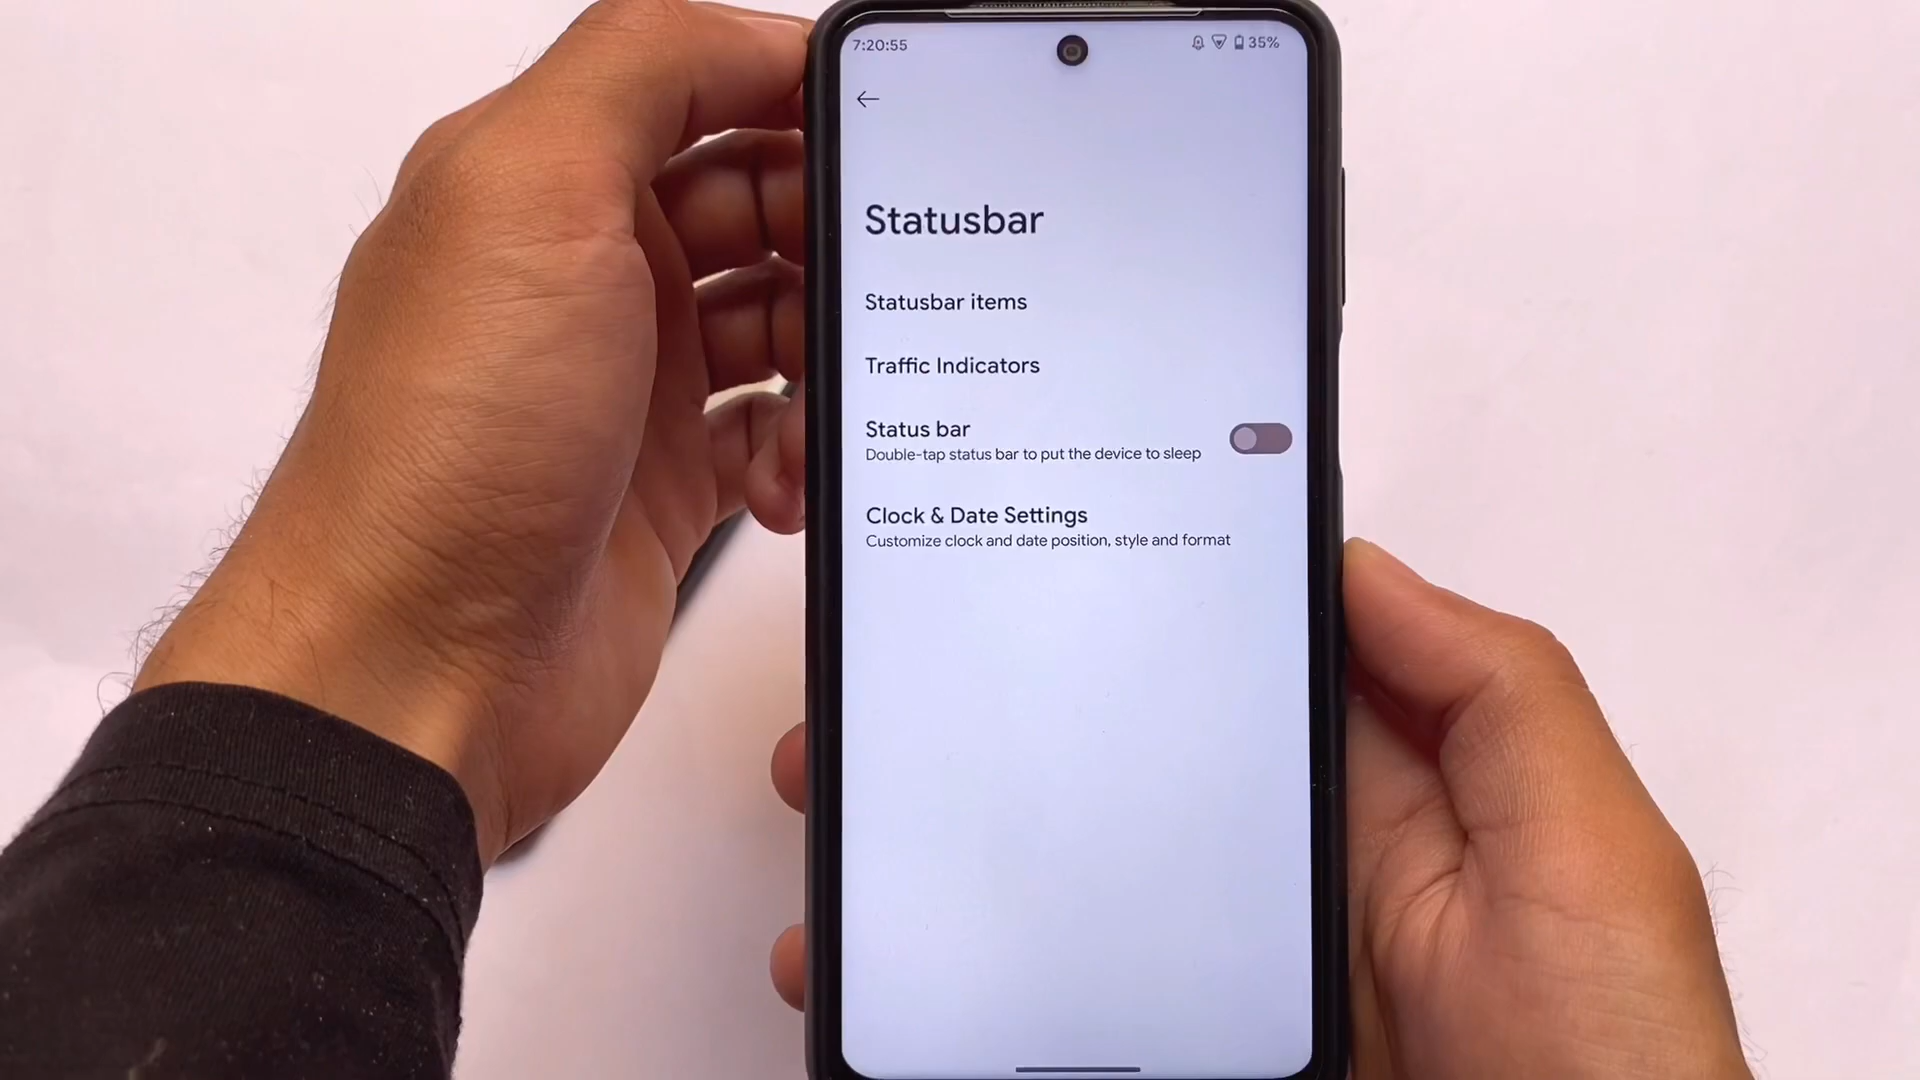 7:20:55 35%
Statusbar
Statusbar items
Traffic Indicators
Status bar
Double-tap status bar to put the device to sleep
Clock & Date Settings
Customize clock and date position, style and format